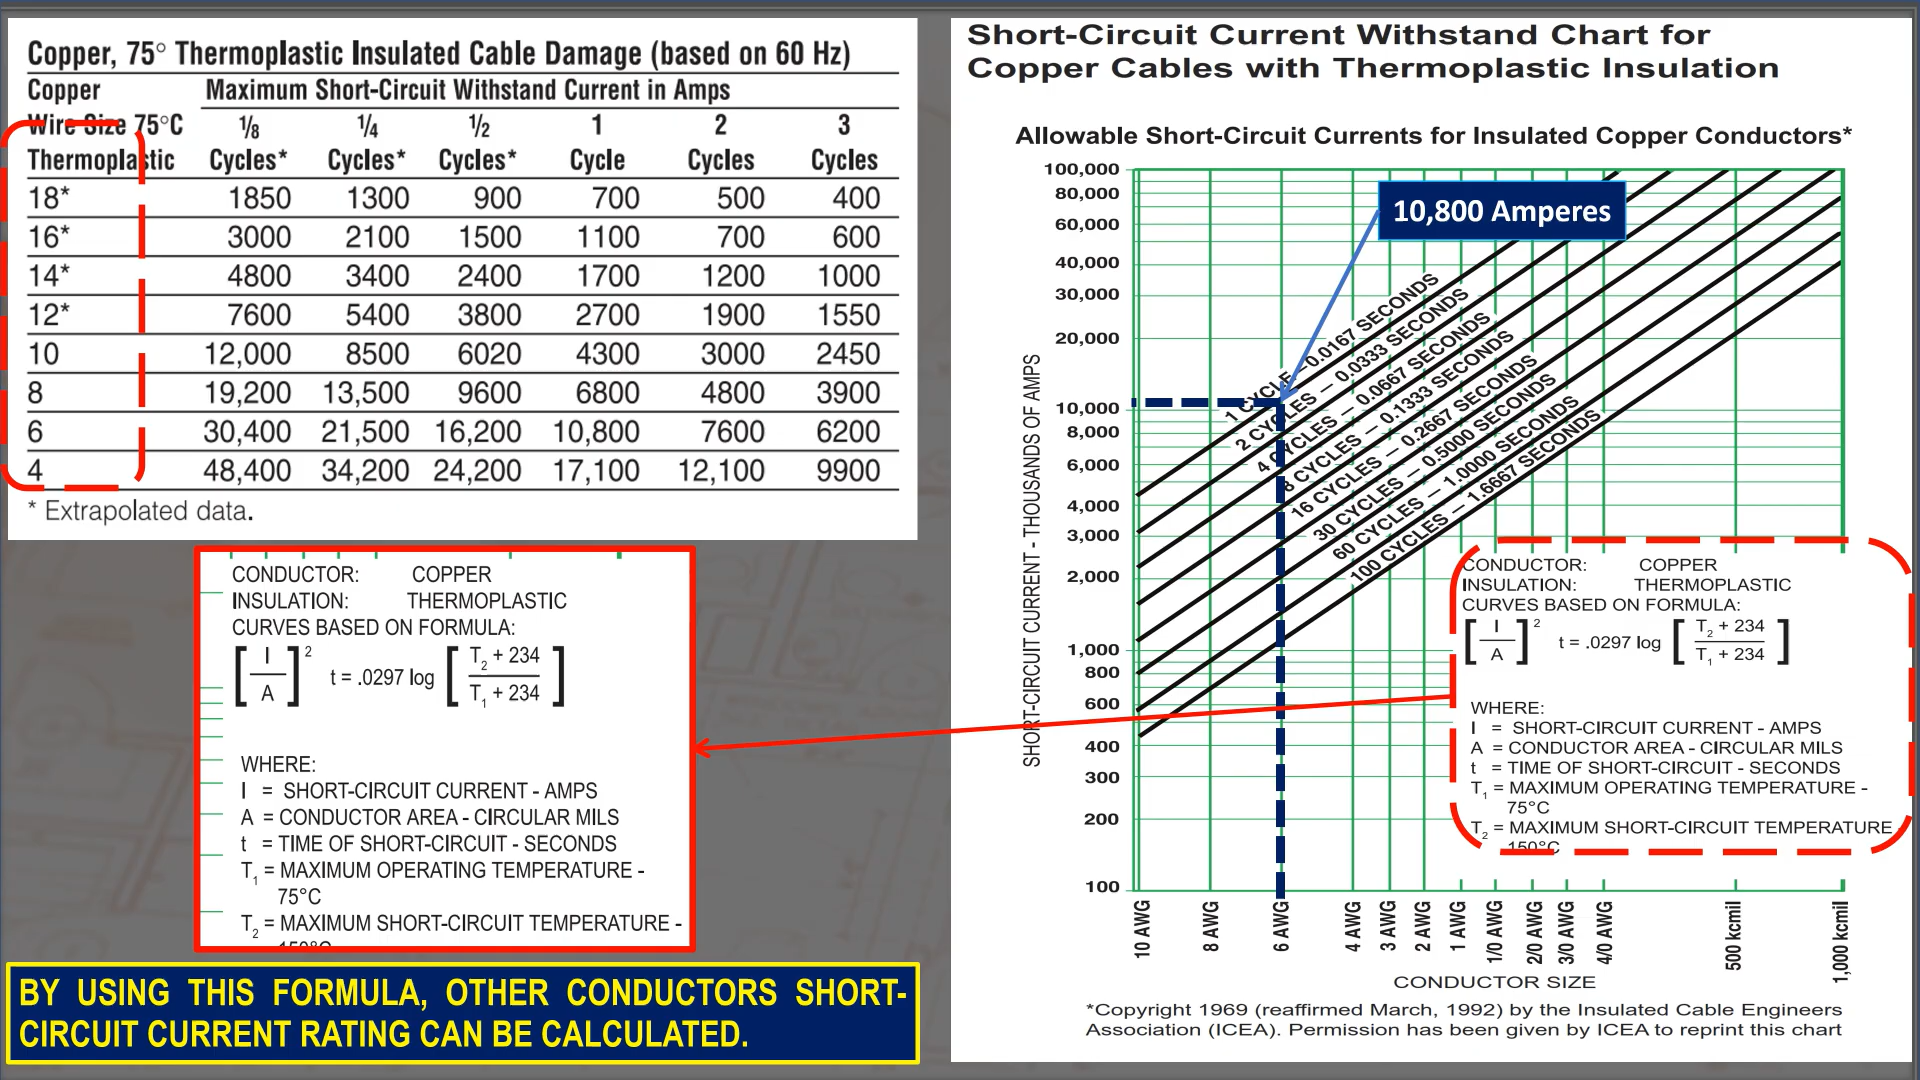 Copper, 75° Thermoplastic Insulated Cable Damage (based on 60 Hz)
Copper Maximum Short-Circuit Withstand Current in Amps
Wire Size 75°C 1/8 1/4 1/2 1 2 3
Thermoplastic Cycles* Cycles* Cycles* Cycle Cycles Cycles
18* 1850 1300 900 700 500 400
16* 3000 2100 1500 1100 700 600
14* 4800 3400 2400 1700 1200 1000
12* 7600 5400 3800 2700 1900 1550
10 12,000 8500 6020 4300 3000 2450
8 19,200 13,500 9600 6800 4800 3900
6 30,400 21,500 16,200 10,800 7600 6200
4 48,400 34,200 24,200 17,100 12,100 9900
* Extrapolated data.
CONDUCTOR: COPPER
INSULATION: THERMOPLASTIC
CURVES BASED ON FORMULA:
[I/A]² t = .0297 log [T₂ + 234 / T₁ + 234]
WHERE:
I = SHORT-CIRCUIT CURRENT - AMPS
A = CONDUCTOR AREA - CIRCULAR MILS
t = TIME OF SHORT-CIRCUIT - SECONDS
T₁ = MAXIMUM OPERATING TEMPERATURE -
75°C
T₂ = MAXIMUM SHORT-CIRCUIT TEMPERATURE -
150°C
BY USING THIS FORMULA, OTHER CONDUCTORS SHORT-
CIRCUIT CURRENT RATING CAN BE CALCULATED.
Short-Circuit Current Withstand Chart for
Copper Cables with Thermoplastic Insulation
Allowable Short-Circuit Currents for Insulated Copper Conductors*
10,800 Amperes
SHORT-CIRCUIT CURRENT - THOUSANDS OF AMPS
100,000
80,000
60,000
40,000
30,000
20,000
10,000
8,000
6,000
4,000
3,000
2,000
1,000
800
600
400
300
200
100
1 CYCLE – 0.0167 SECONDS
2 CYCLES – 0.0333 SECONDS
4 CYCLES – 0.0667 SECONDS
8 CYCLES – 0.1333 SECONDS
16 CYCLES – 0.2667 SECONDS
30 CYCLES – 0.5000 SECONDS
60 CYCLES – 1.0000 SECONDS
100 CYCLES – 1.6667 SECONDS
CONDUCTOR: COPPER
INSULATION: THERMOPLASTIC
CURVES BASED ON FORMULA:
[I/A]² t = .0297 log [T₂ + 234 / T₁ + 234]
WHERE:
I = SHORT-CIRCUIT CURRENT - AMPS
A = CONDUCTOR AREA - CIRCULAR MILS
t = TIME OF SHORT-CIRCUIT - SECONDS
T₁ = MAXIMUM OPERATING TEMPERATURE -
75°C
T₂ = MAXIMUM SHORT-CIRCUIT TEMPERATURE -
150°C
10 AWG
8 AWG
6 AWG
4 AWG
3 AWG
2 AWG
1 AWG
1/0 AWG
2/0 AWG
3/0 AWG
4/0 AWG
500 kcmil
1,000 kcmil
CONDUCTOR SIZE
*Copyright 1969 (reaffirmed March, 1992) by the Insulated Cable Engineers
Association (ICEA). Permission has been given by ICEA to reprint this chart